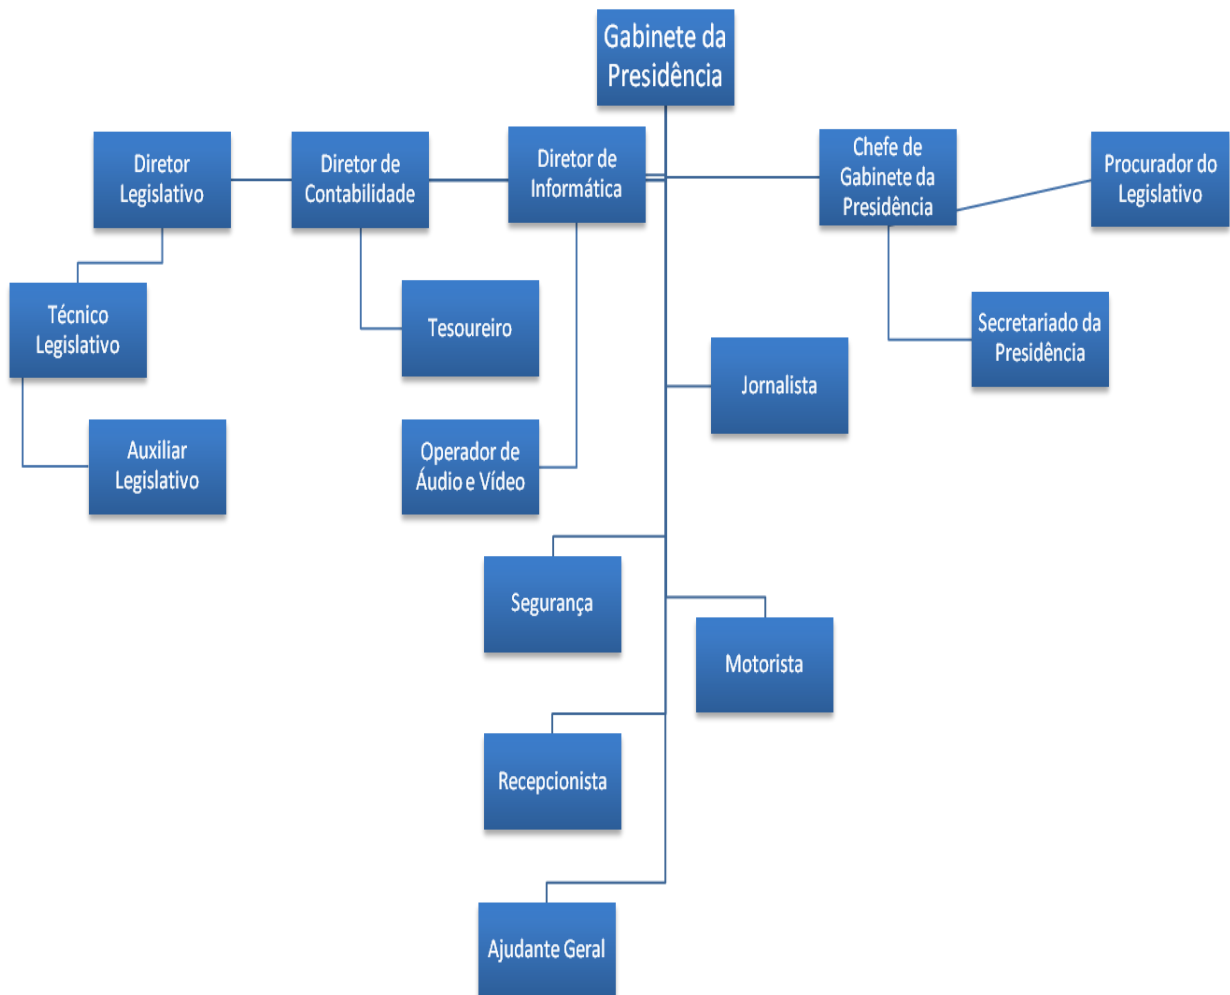 Gabinete da
Presidência
Diretor
Legislativo
Diretor de
Contabilidade
Diretor de
Informática
Chefe de
Gabinete da
Presidência
Procurador do
Legislativo
Técnico
Legislativo
Tesoureiro
Secretariado da
Presidência
Jornalista
Auxiliar
Legislativo
Operador de
Áudio e Vídeo
Segurança
Motorista
Recepcionista
Ajudante Geral